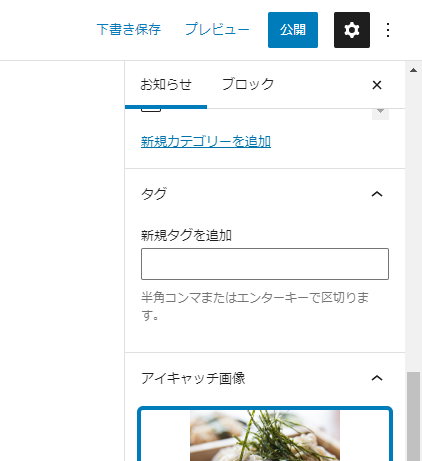 下書き保存 プレビュー 公開
お知らせ ブロック
新規カテゴリーを追加
タグ
新規タグを追加
半角コンマまたはエンターキーで区切りま
す。
アイキャッチ画像